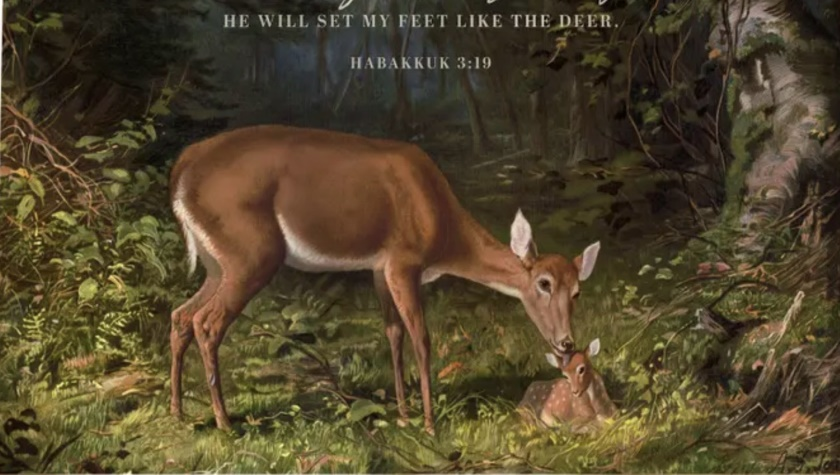 HE WILL SET MY FEET LIKE THE DEER.
HABAKKUK 3:19